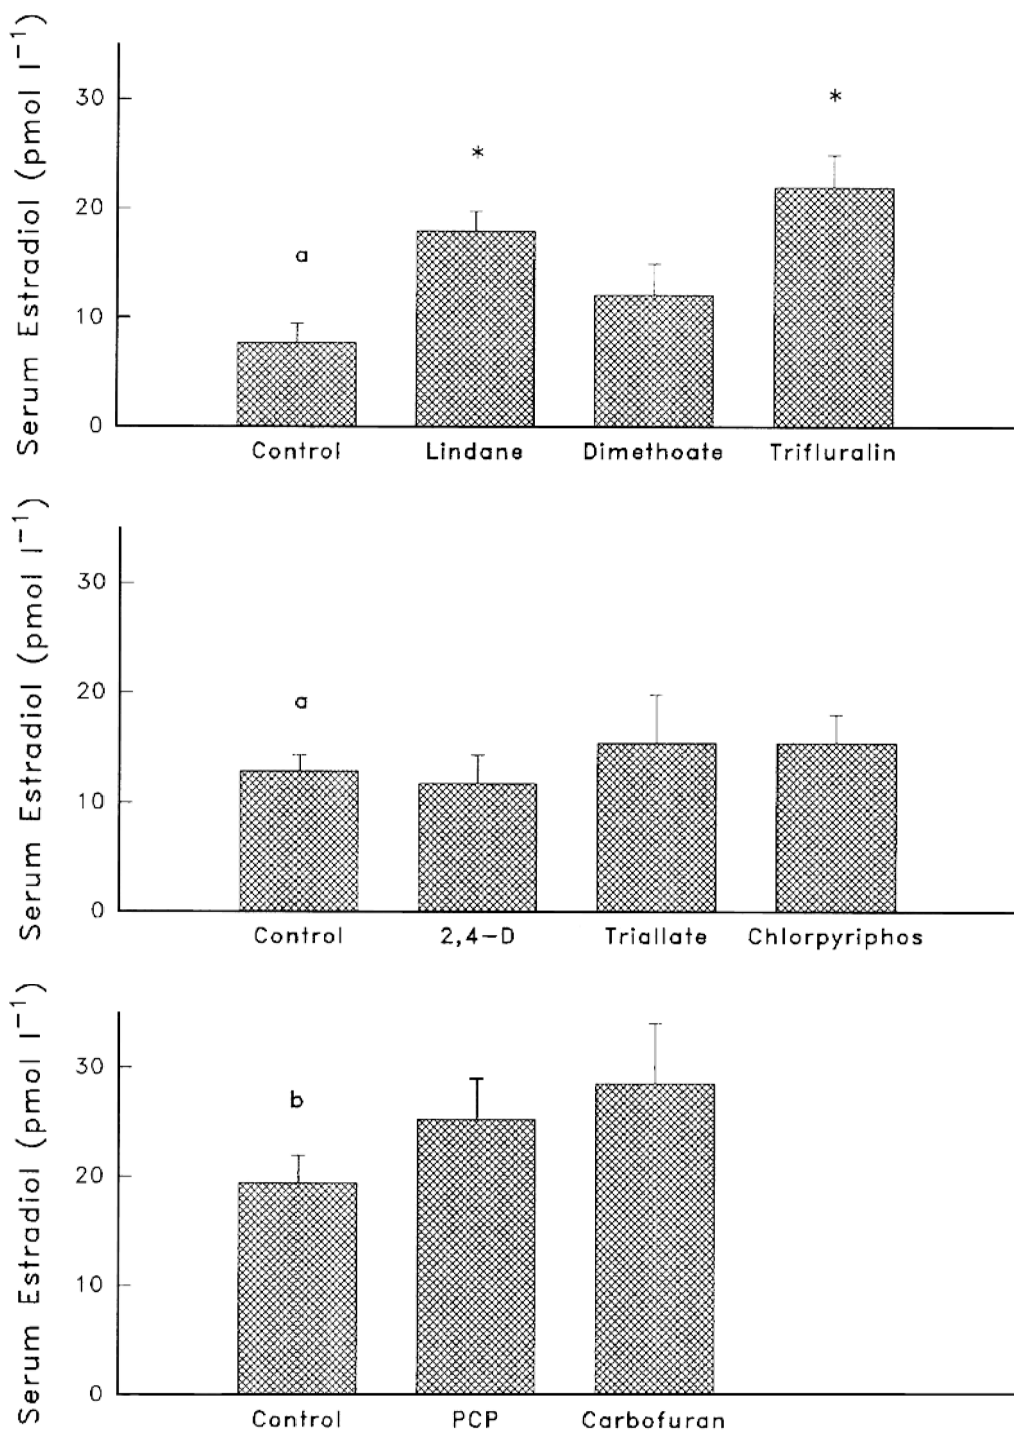 Serum Estradiol (pmol l⁻¹)
30
20
10
0
a
*
*
Control Lindane Dimethoate Trifluralin
Serum Estradiol (pmol l⁻¹)
30
20
10
0
a
Control 2,4-D Triallate Chlorpyriphos
Serum Estradiol (pmol l⁻¹)
30
20
10
0
b
Control PCP Carbofuran